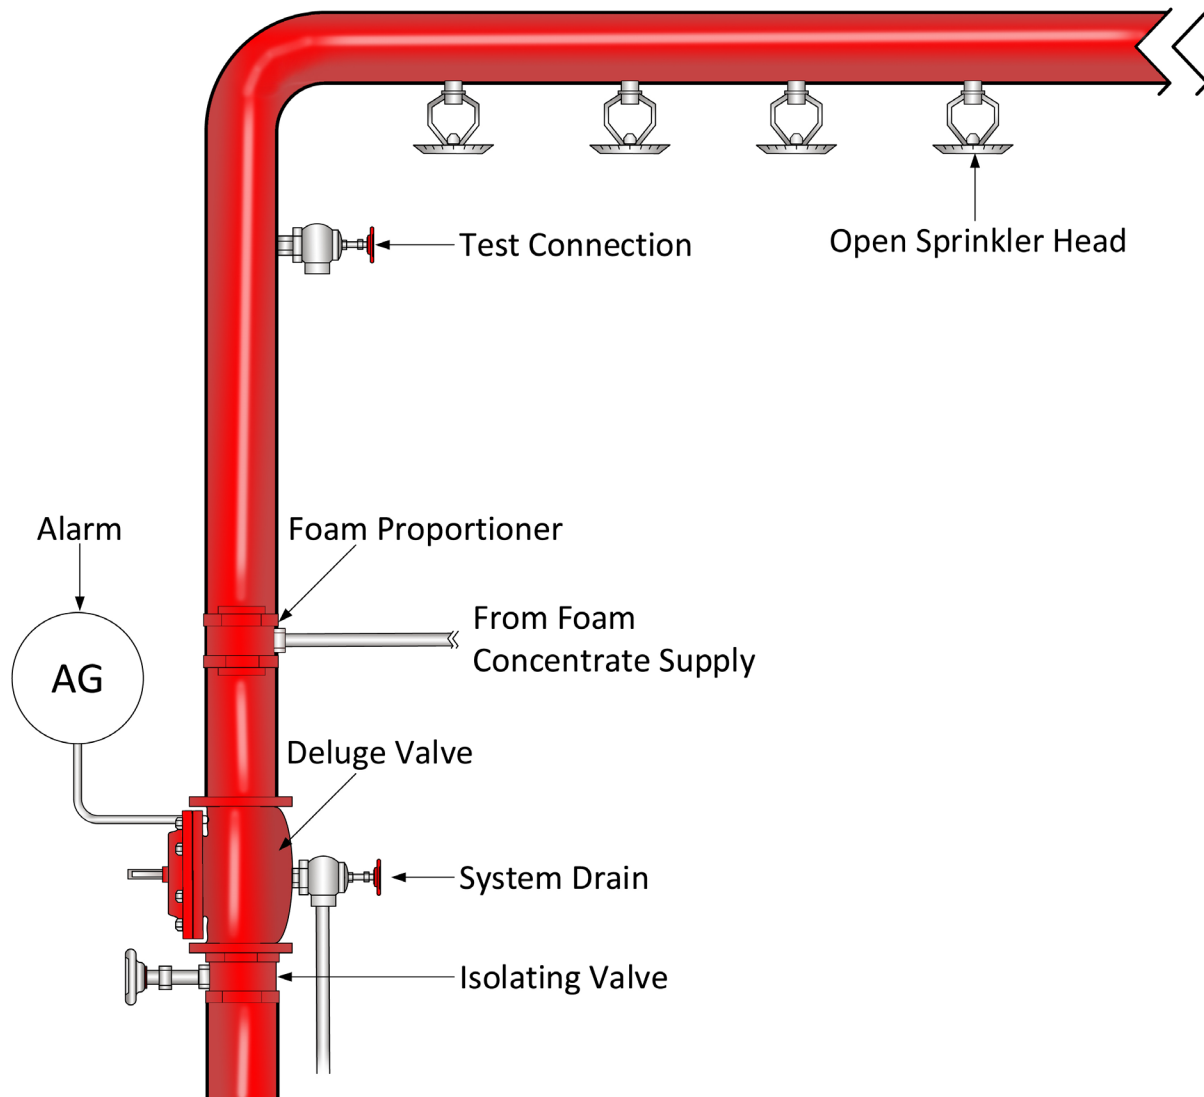 Test Connection
Open Sprinkler Head
Alarm
Foam Proportioner
From Foam
Concentrate Supply
AG
Deluge Valve
System Drain
Isolating Valve